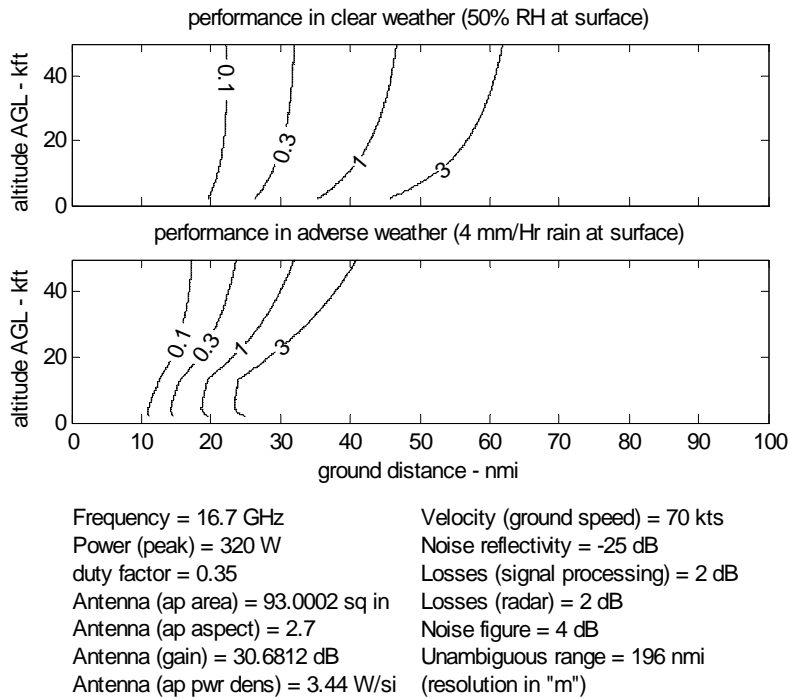 performance in clear weather (50% RH at surface)
altitude AGL - kft
40
20
0
0.1
0.3
1
3
performance in adverse weather (4 mm/Hr rain at surface)
altitude AGL - kft
40
20
0
0.1
0.3
1
3
0 10 20 30 40 50 60 70 80 90 100
ground distance - nmi
Frequency = 16.7 GHz
Power (peak) = 320 W
duty factor = 0.35
Antenna (ap area) = 93.0002 sq in
Antenna (ap aspect) = 2.7
Antenna (gain) = 30.6812 dB
Antenna (ap pwr dens) = 3.44 W/si
Velocity (ground speed) = 70 kts
Noise reflectivity = -25 dB
Losses (signal processing) = 2 dB
Losses (radar) = 2 dB
Noise figure = 4 dB
Unambiguous range = 196 nmi
(resolution in "m")